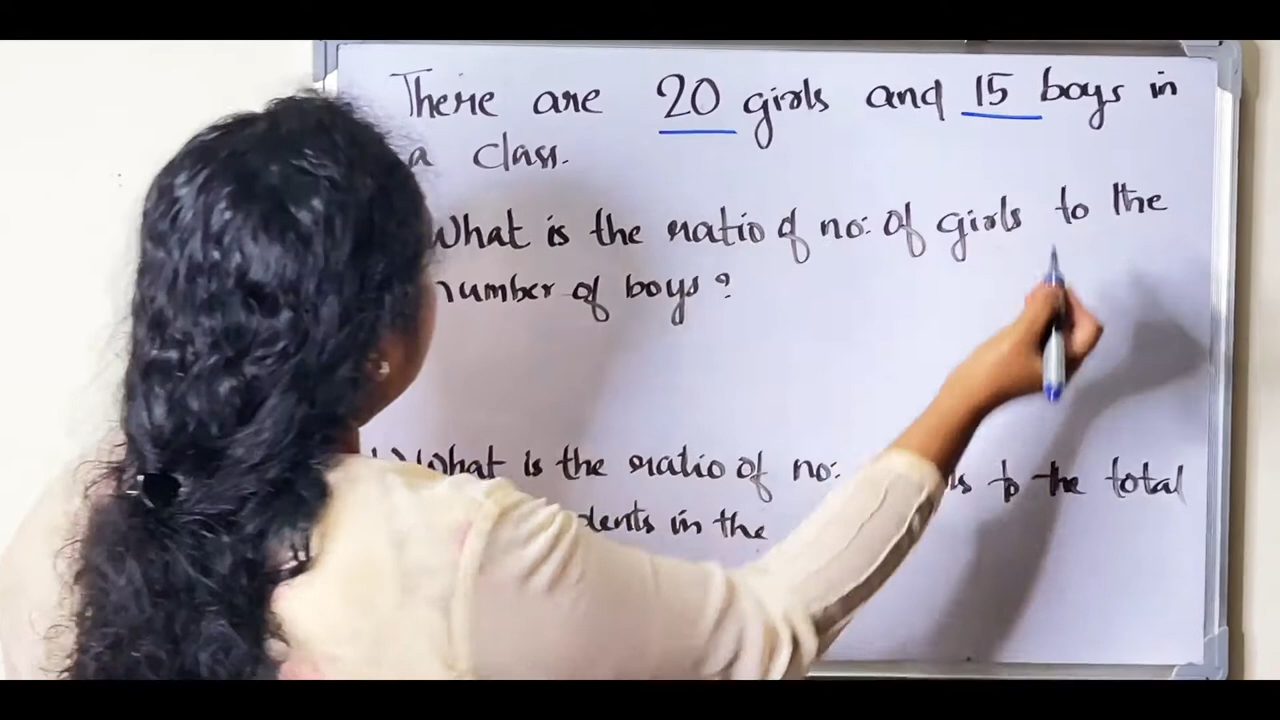 There are 20 girls and 15 boys in
a class.
What is the ratio of no: of girls to the
number of boys?
What is the ratio of no: to the total
in the